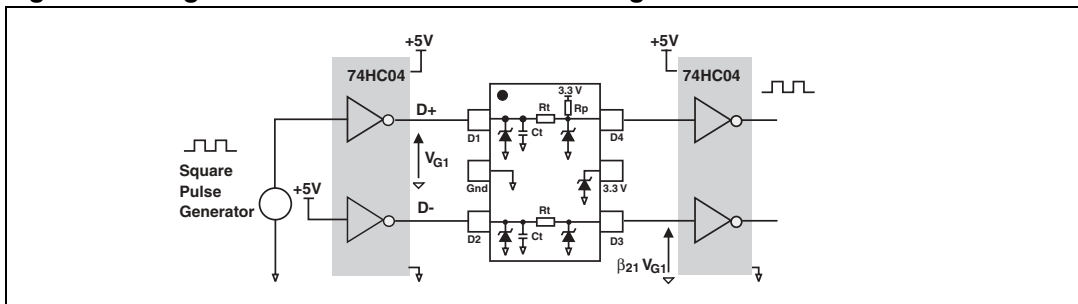 +5V
+5V
74HC04
74HC04
3.3 V
D+
Rt
Rp
D1
Ct
D4
VG1
Square
Pulse
Generator
+5V
Gnd
3.3 V
D-
Rt
D2
Ct
D3
β21 VG1